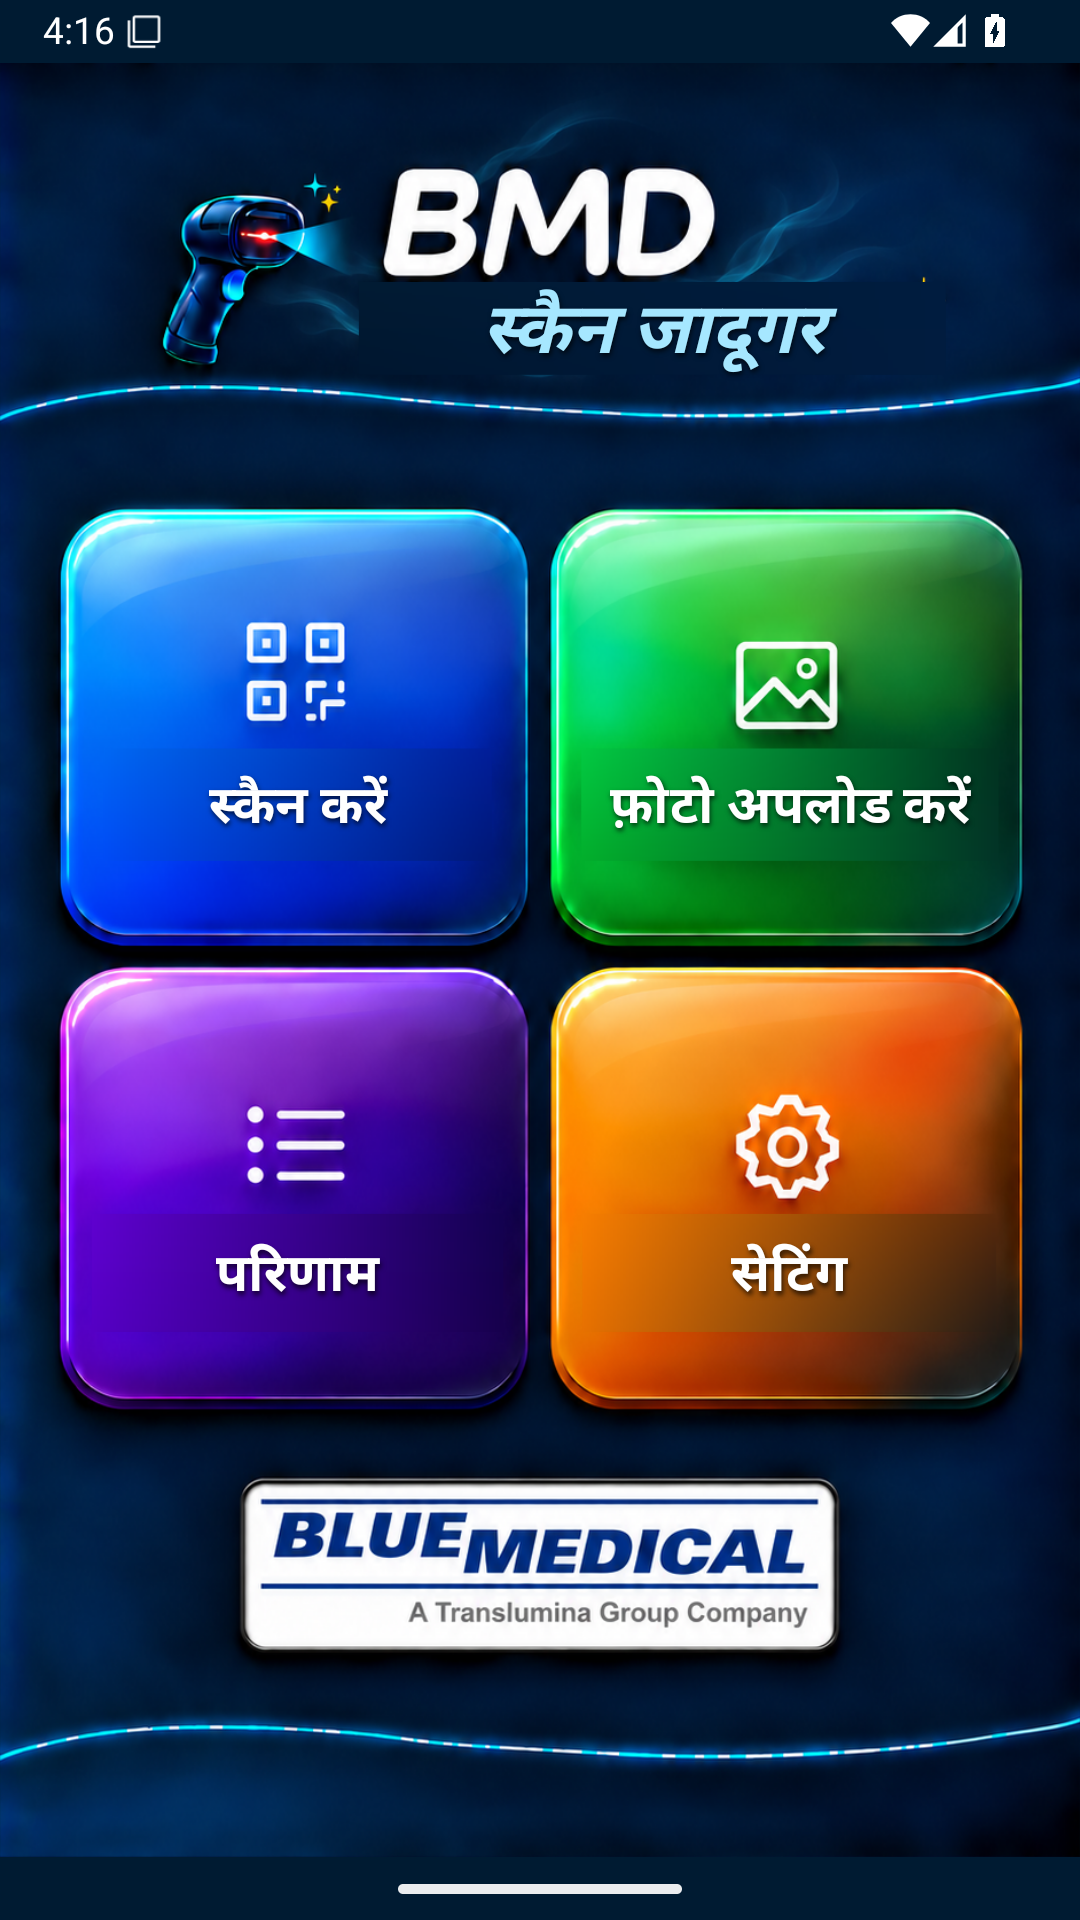 4:16
BMD
स्कैन जादूगर
स्कैन करें
फ़ोटो अपलोड करें
परिणाम
सेटिंग
BLUEMEDICAL
A Translumina Group Company